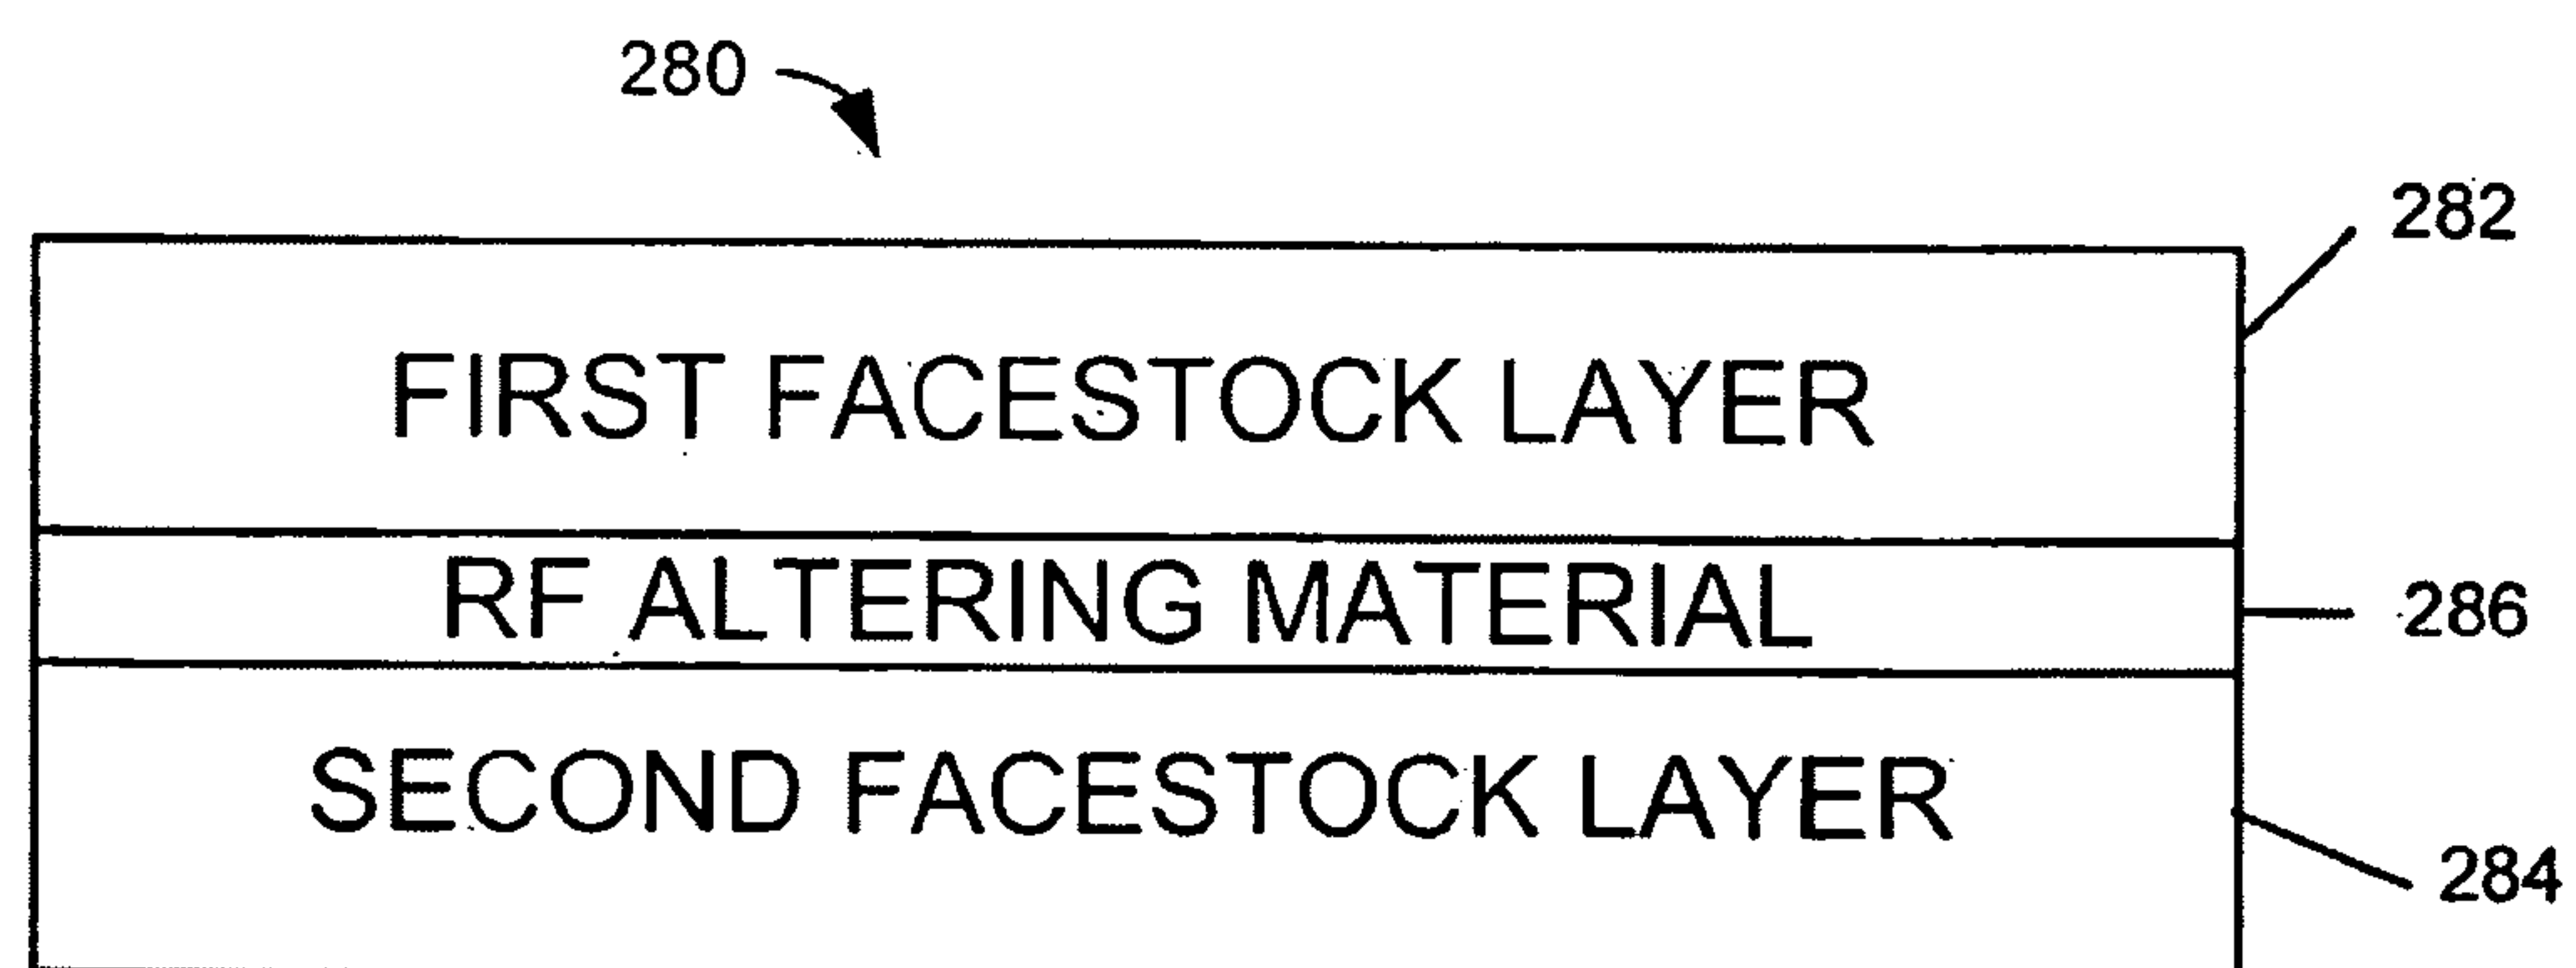 280
282
FIRST FACESTOCK LAYER
RF ALTERING MATERIAL
286
SECOND FACESTOCK LAYER
284